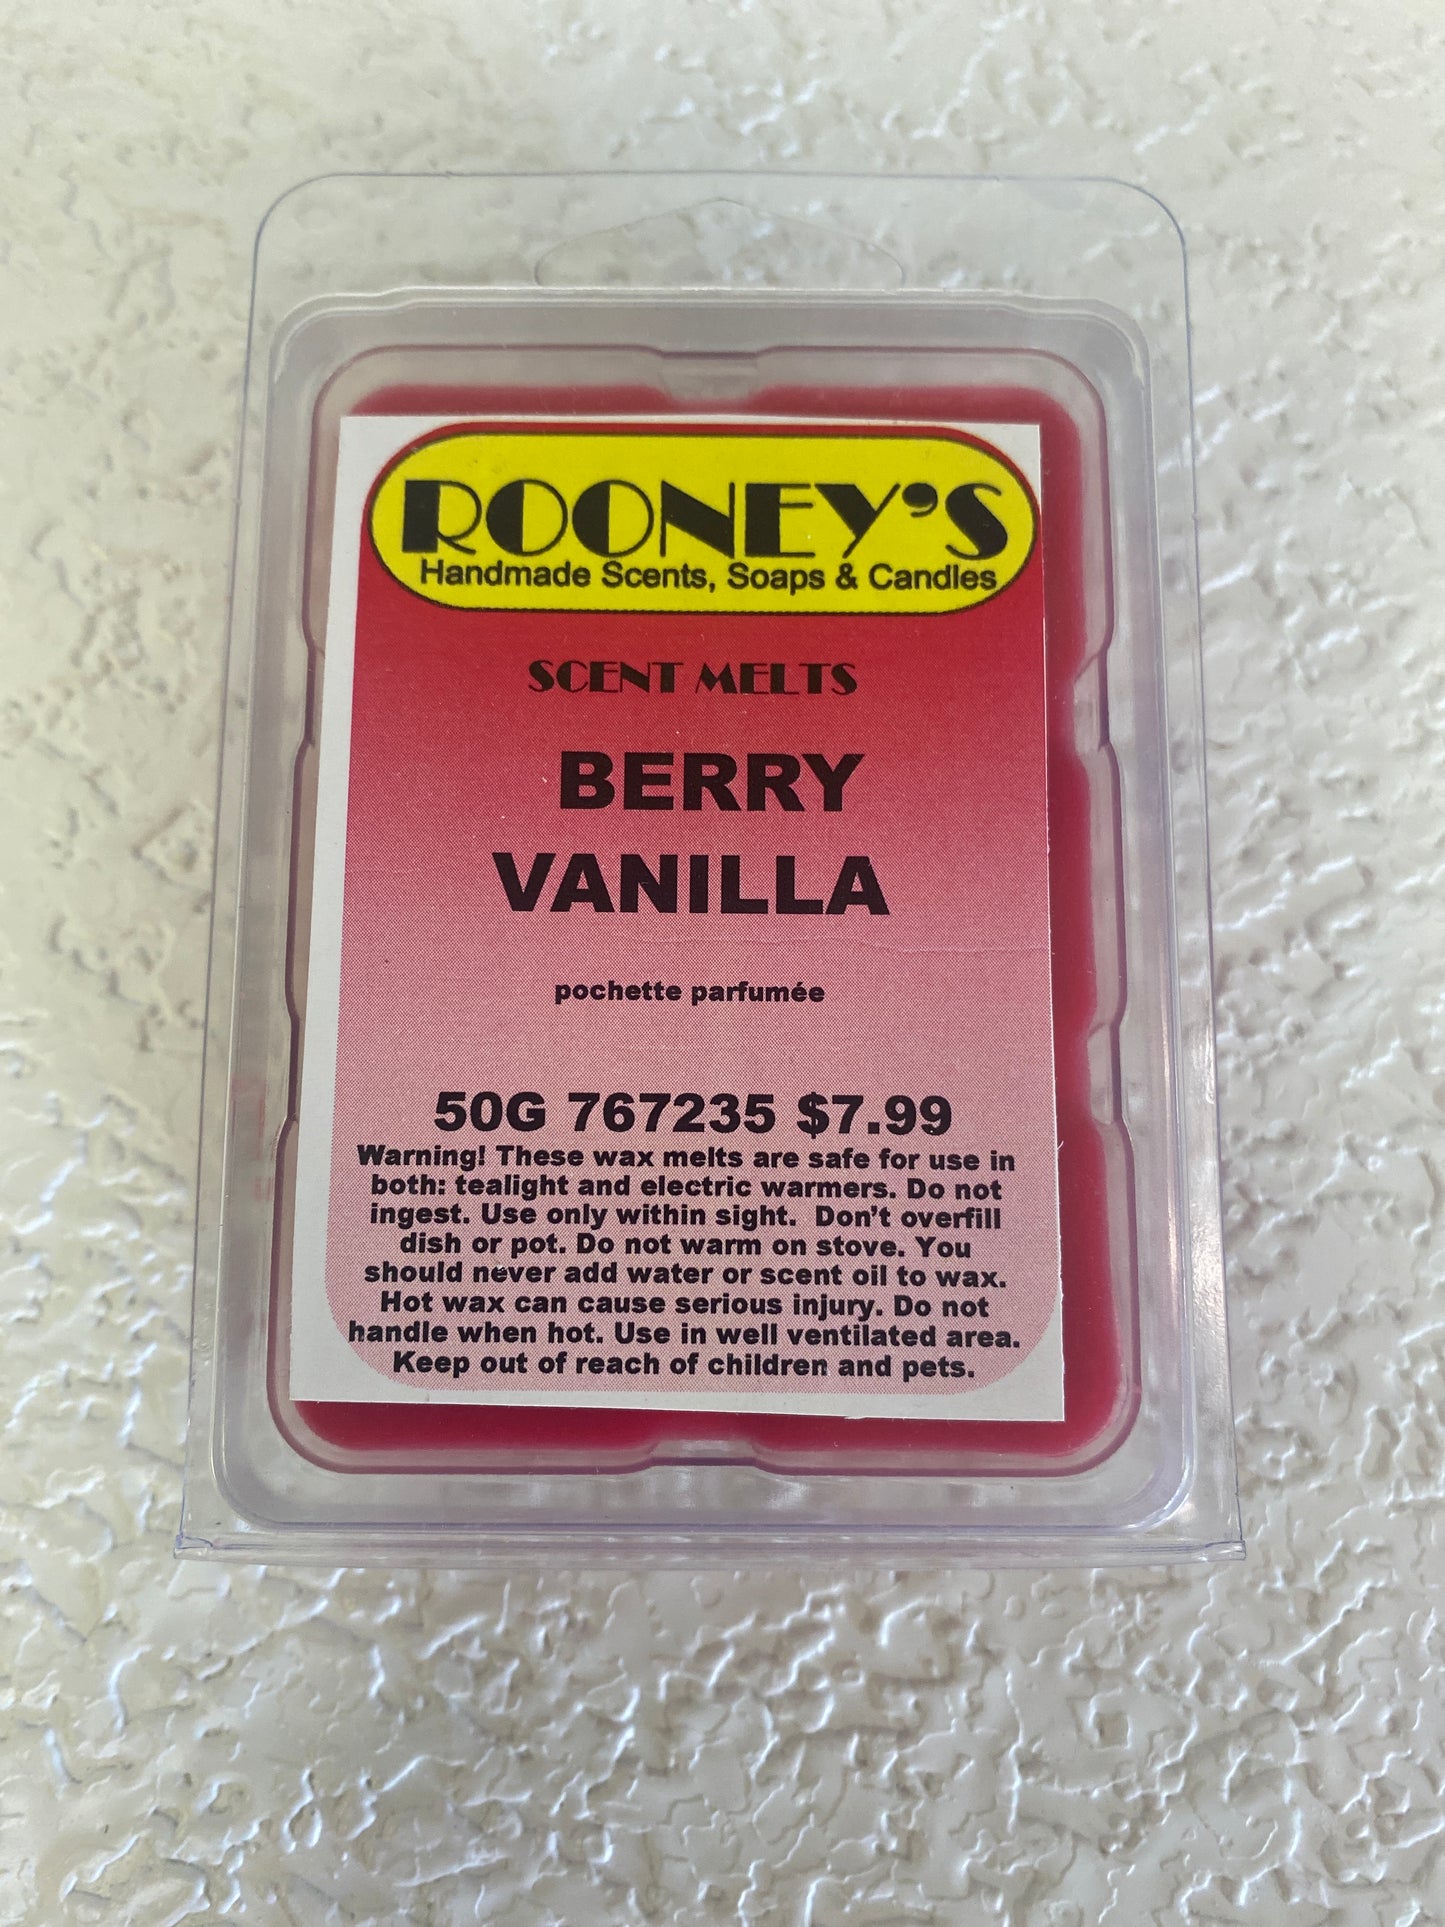 ROONEY'S
Handmade Scents, Soaps & Candles
SCENT MELTS
BERRY
VANILLA
pochette parfumée
50G 767235 $7.99
Warning! These wax melts are safe for use in
both: tealight and electric warmers. Do not
ingest. Use only within sight.  Don't overfill
dish or pot. Do not warm on stove. You
should never add water or scent oil to wax.
Hot wax can cause serious injury. Do not
handle when hot. Use in well ventilated area.
Keep out of reach of children and pets.